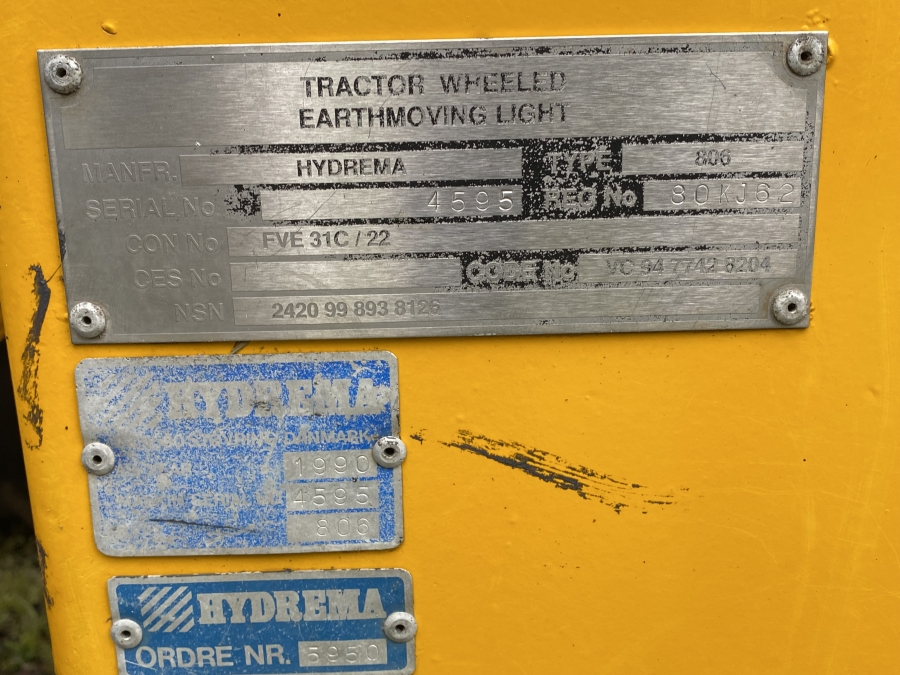 TRACTOR WHEELED
EARTHMOVING LIGHT
MANFR. HYDREMA TYPE 806
SERIAL No 4595 REG No 80KJ62
CON No FVE 31C / 22
CES No CODE No VC 94 7742 6204
NSN 2420 99 893 8126
HYDREMA
STØVRING DANMARK
1990
4595
806
HYDREMA
ORDRE NR. 5950